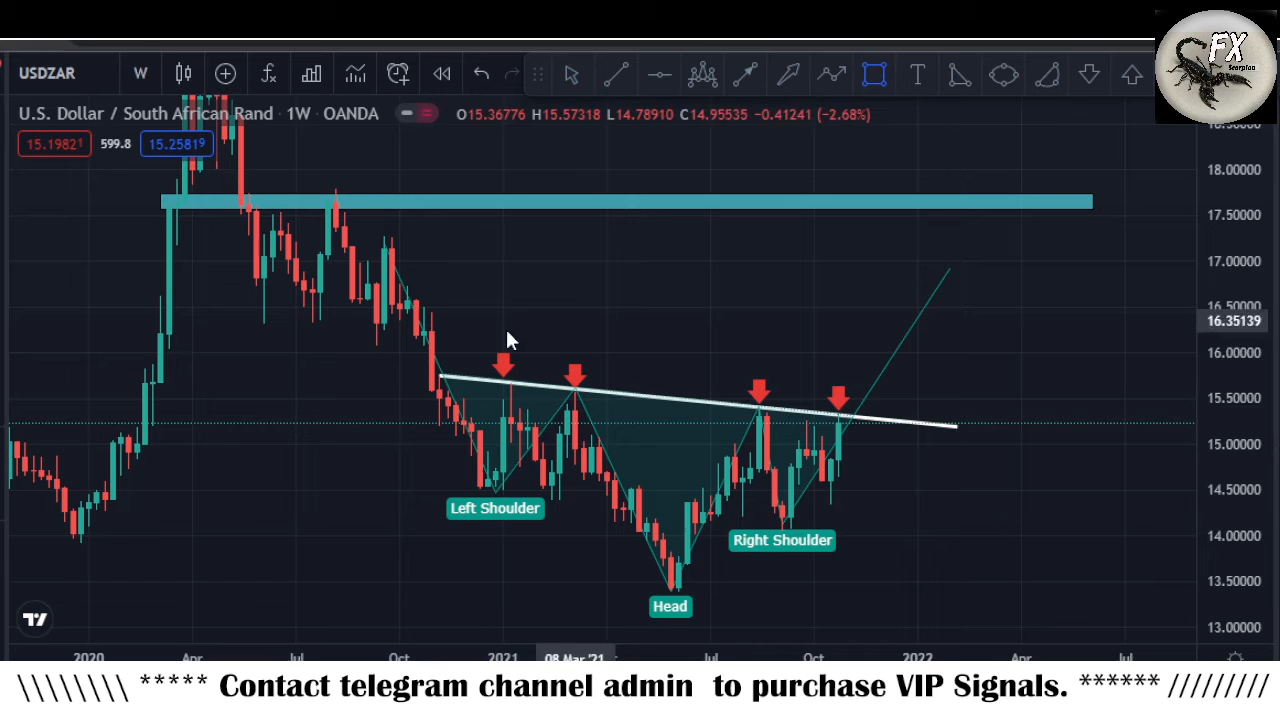 FX
Scorpion
USDZAR W T
U.S. Dollar / South African Rand · 1W · OANDA O15.36776 H15.57318 L14.78910 C14.95535 −0.41241 (−2.68%)
15.19821 599.8 15.25819
18.00000
17.50000
17.00000
16.50000
16.35139
16.00000
15.50000
15.00000
14.50000
Left Shoulder
14.00000
Right Shoulder
13.50000
Head
13.00000
2020 Apr Jul Oct 2021 08 Mar '21 Jul Oct 2022 Apr Jul
\\\\\\\\\ ***** Contact telegram channel admin to purchase VIP Signals. ****** /////////